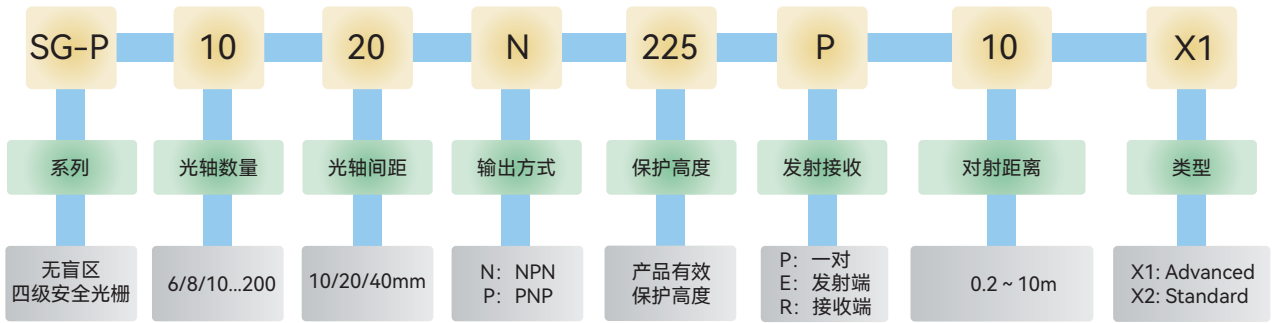 SG-P 10 20 N 225 P 10 X1
系列 光轴数量 光轴间距 输出方式 保护高度 发射接收 对射距离 类型
无盲区
四级安全光栅
6/8/10...200
10/20/40mm
N: NPN
P: PNP
产品有效
保护高度
P: 一对
E: 发射端
R: 接收端
0.2 ~ 10m
X1: Advanced
X2: Standard